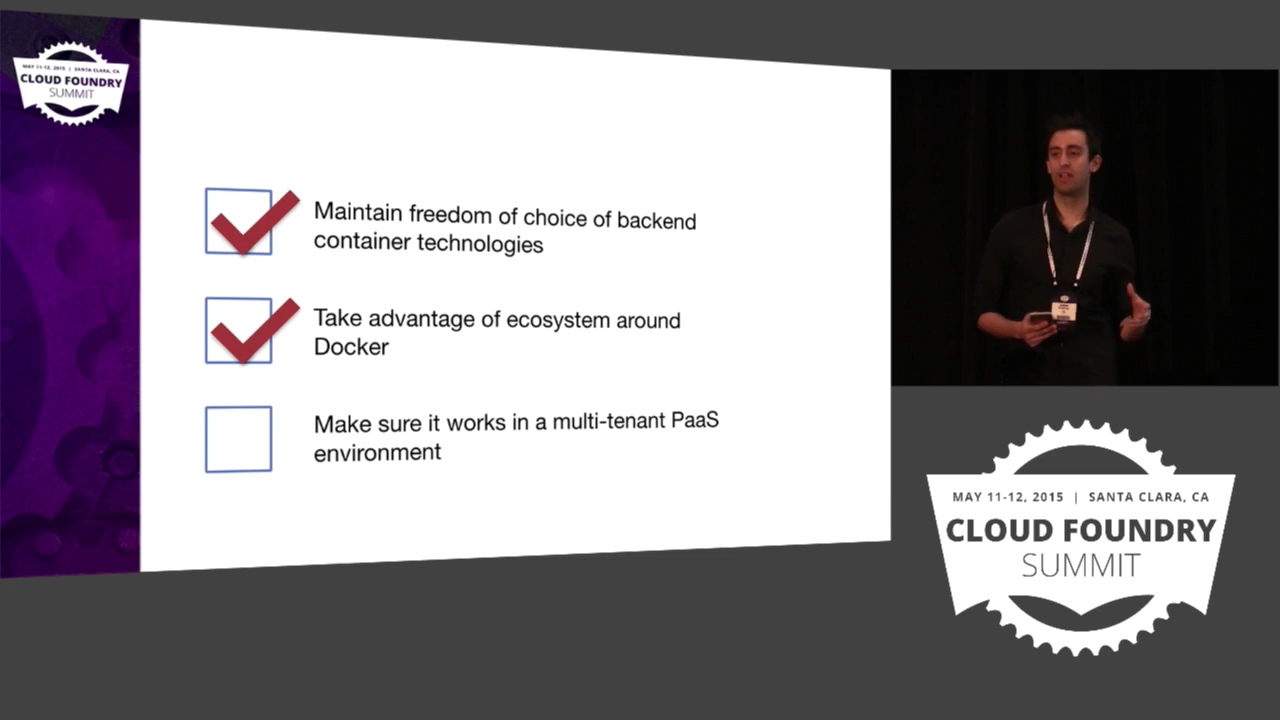 MAY 11-12, 2015 | SANTA CLARA, CA
CLOUD FOUNDRY
SUMMIT
Maintain freedom of choice of backend
container technologies
Take advantage of ecosystem around
Docker
Make sure it works in a multi-tenant PaaS
environment
MAY 11-12, 2015 | SANTA CLARA, CA
CLOUD FOUNDRY
SUMMIT